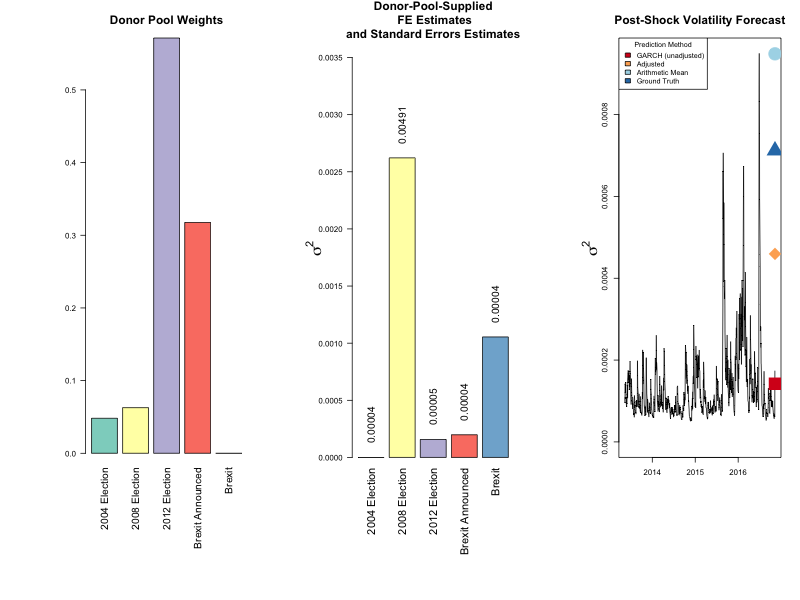 Donor Pool Weights
0.5
0.4
0.3
0.2
0.1
0.0
2004 Election
2008 Election
2012 Election
Brexit Announced
Brexit
Donor-Pool-Supplied
FE Estimates
and Standard Errors Estimates
σ²
0.0035
0.0030
0.0025
0.0020
0.0015
0.0010
0.0005
0.0000
0.00004
0.00491
0.00005
0.00004
0.00004
2004 Election
2008 Election
2012 Election
Brexit Announced
Brexit
Post-Shock Volatility Forecast
Prediction Method
GARCH (unadjusted)
Adjusted
Arithmetic Mean
Ground Truth
σ²
0.0008
0.0006
0.0004
0.0002
0.0000
2014
2015
2016